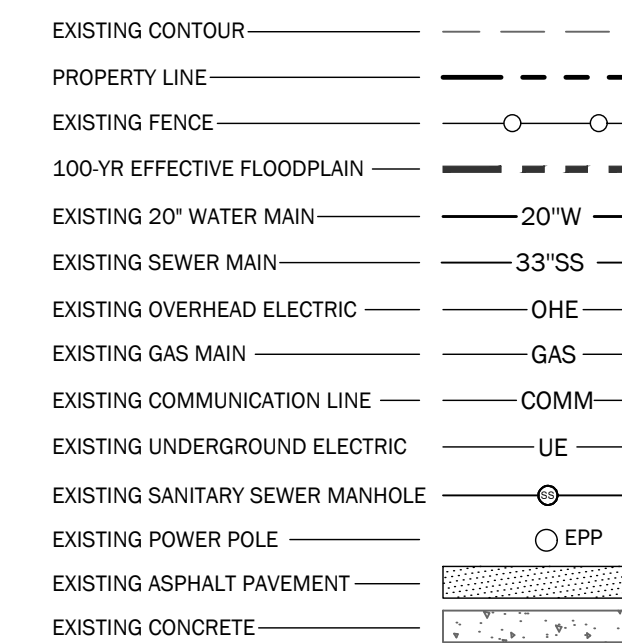 EXISTING CONTOUR
PROPERTY LINE
EXISTING FENCE
100-YR EFFECTIVE FLOODPLAIN
EXISTING 20" WATER MAIN 20"W
EXISTING SEWER MAIN 33"SS
EXISTING OVERHEAD ELECTRIC OHE
EXISTING GAS MAIN GAS
EXISTING COMMUNICATION LINE COMM
EXISTING UNDERGROUND ELECTRIC UE
EXISTING SANITARY SEWER MANHOLE SS
EXISTING POWER POLE EPP
EXISTING ASPHALT PAVEMENT
EXISTING CONCRETE